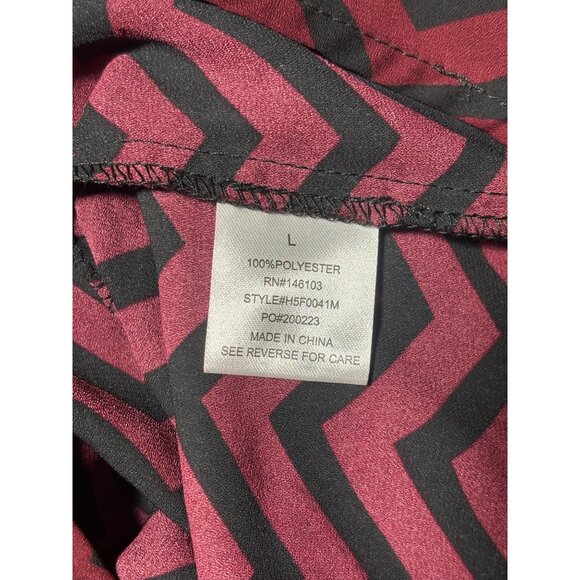 L
100%POLYESTER
RN#146103
STYLE#H5F0041M
PO#200223
MADE IN CHINA
SEE REVERSE FOR CARE